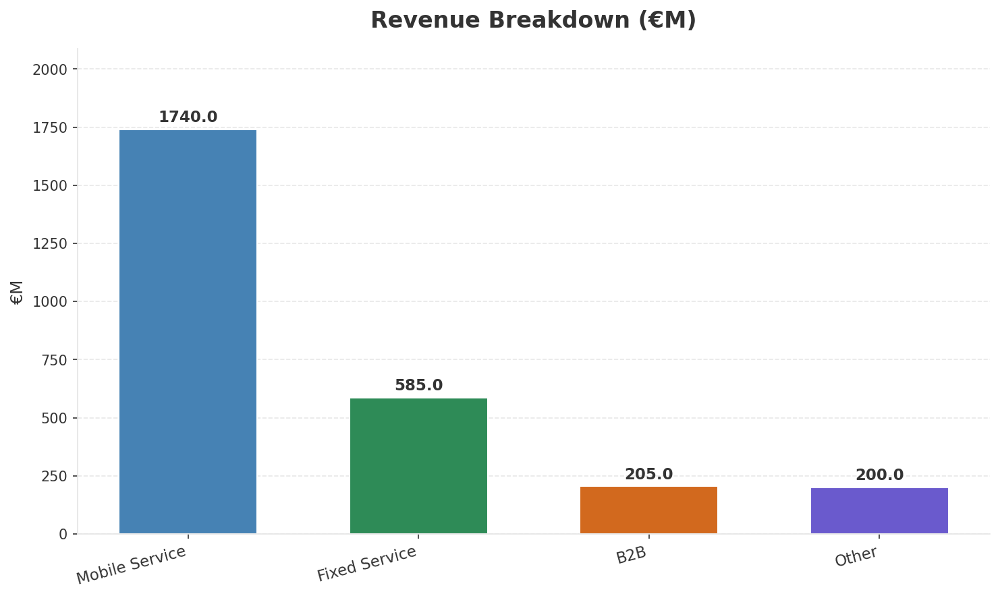 Revenue Breakdown (€M)
€M
2000
1750
1500
1250
1000
750
500
250
0
1740.0
585.0
205.0
200.0
Mobile Service
Fixed Service
B2B
Other